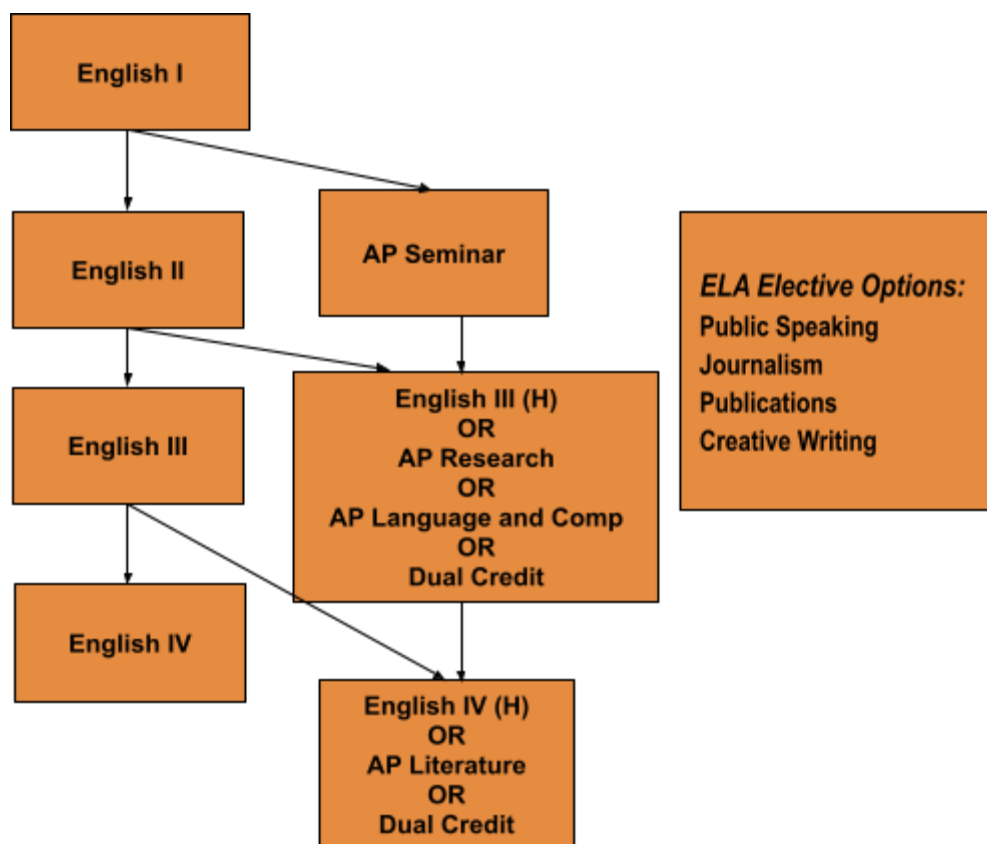 English I
English II
AP Seminar
ELA Elective Options:
Public Speaking
Journalism
Publications
Creative Writing
English III
English III (H)
OR
AP Research
OR
AP Language and Comp
OR
Dual Credit
English IV
English IV (H)
OR
AP Literature
OR
Dual Credit